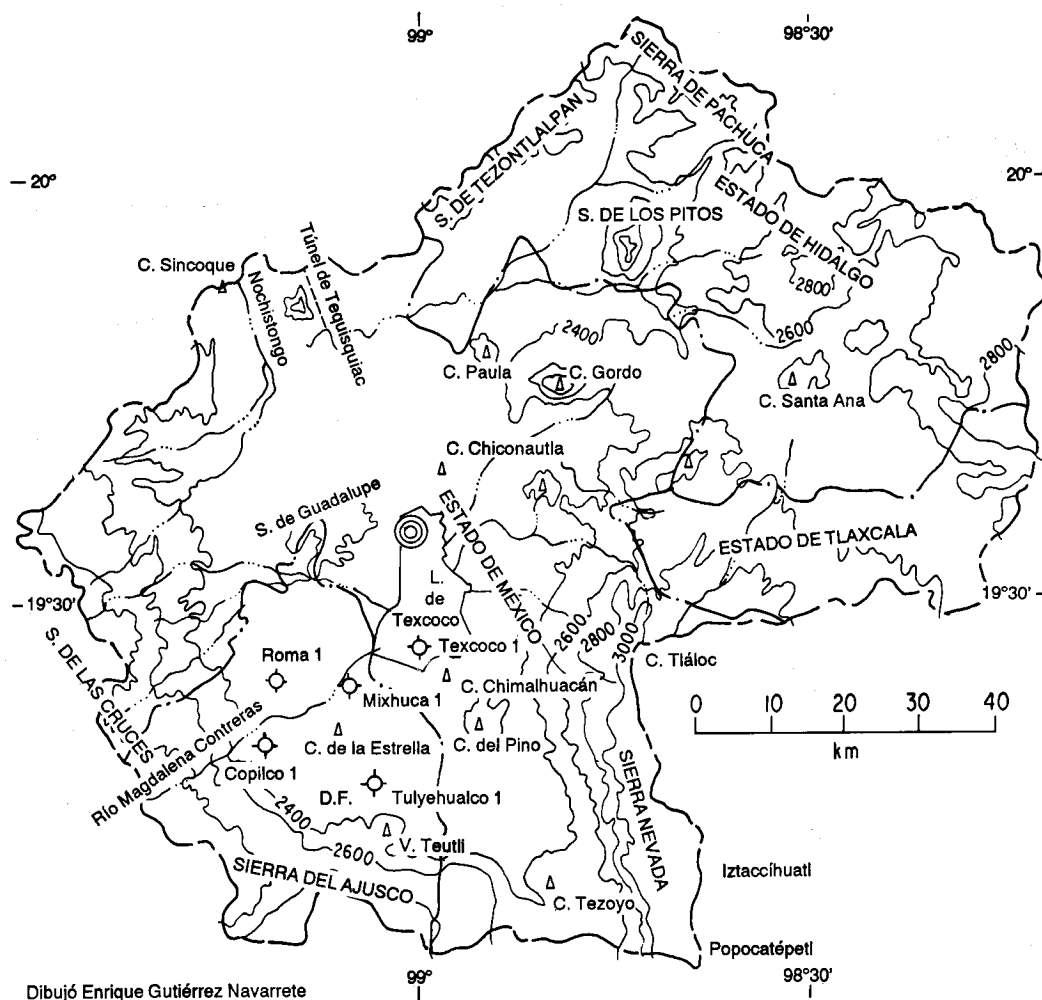 99°
98°30'
SIERRA DE PACHUCA
S. DE TEZONTLALPAN
20°
20°
ESTADO DE HIDALGO
S. DE LOS PITOS
Túnel de Tequisquiac
C. Sincoque
Nochistongo
2800
2600
2400
2800
C. Paula
C. Gordo
C. Santa Ana
C. Chiconautla
S. de Guadalupe
ESTADO DE MÉXICO
ESTADO DE TLAXCALA
L.
de
Texcoco
19°30'
19°30'
2600
2800
3000
S. DE LAS CRUCES
Roma 1
Texcoco 1
C. Tláloc
Mixhuca 1
C. Chimalhuacán
0 10 20 30 40
km
Río Magdalena Contreras
C. de la Estrella
C. del Pino
Copilco 1
D.F.
Tulyehualco 1
SIERRA NEVADA
2400
2600
V. Teutli
SIERRA DEL AJUSCO
C. Tezoyo
Iztaccíhuatl
Popocatépetl
Dibujó Enrique Gutiérrez Navarrete
99°
98°30'